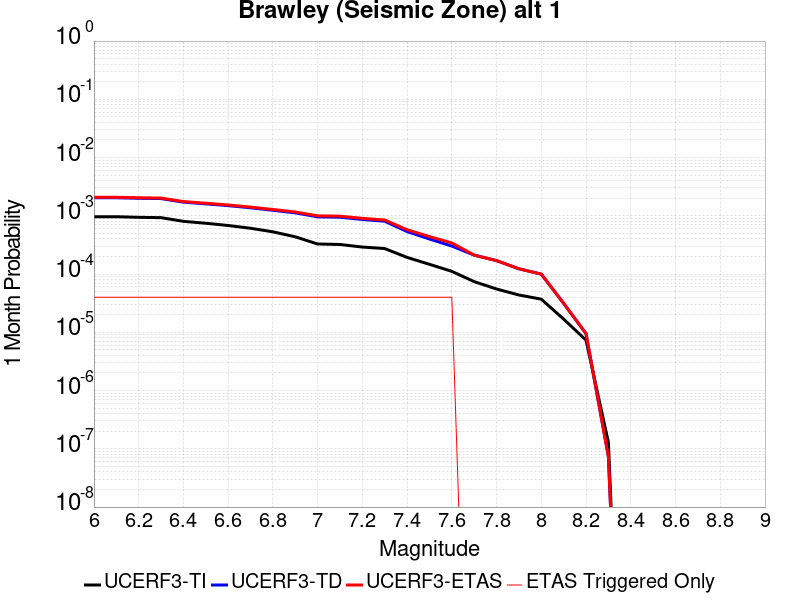 Brawley (Seismic Zone) alt 1
10^0
10^-1
10^-2
10^-3
10^-4
10^-5
10^-6
10^-7
10^-8
1 Month Probability
6 6.2 6.4 6.6 6.8 7 7.2 7.4 7.6 7.8 8 8.2 8.4 8.6 8.8 9
Magnitude
UCERF3-TI UCERF3-TD UCERF3-ETAS ETAS Triggered Only